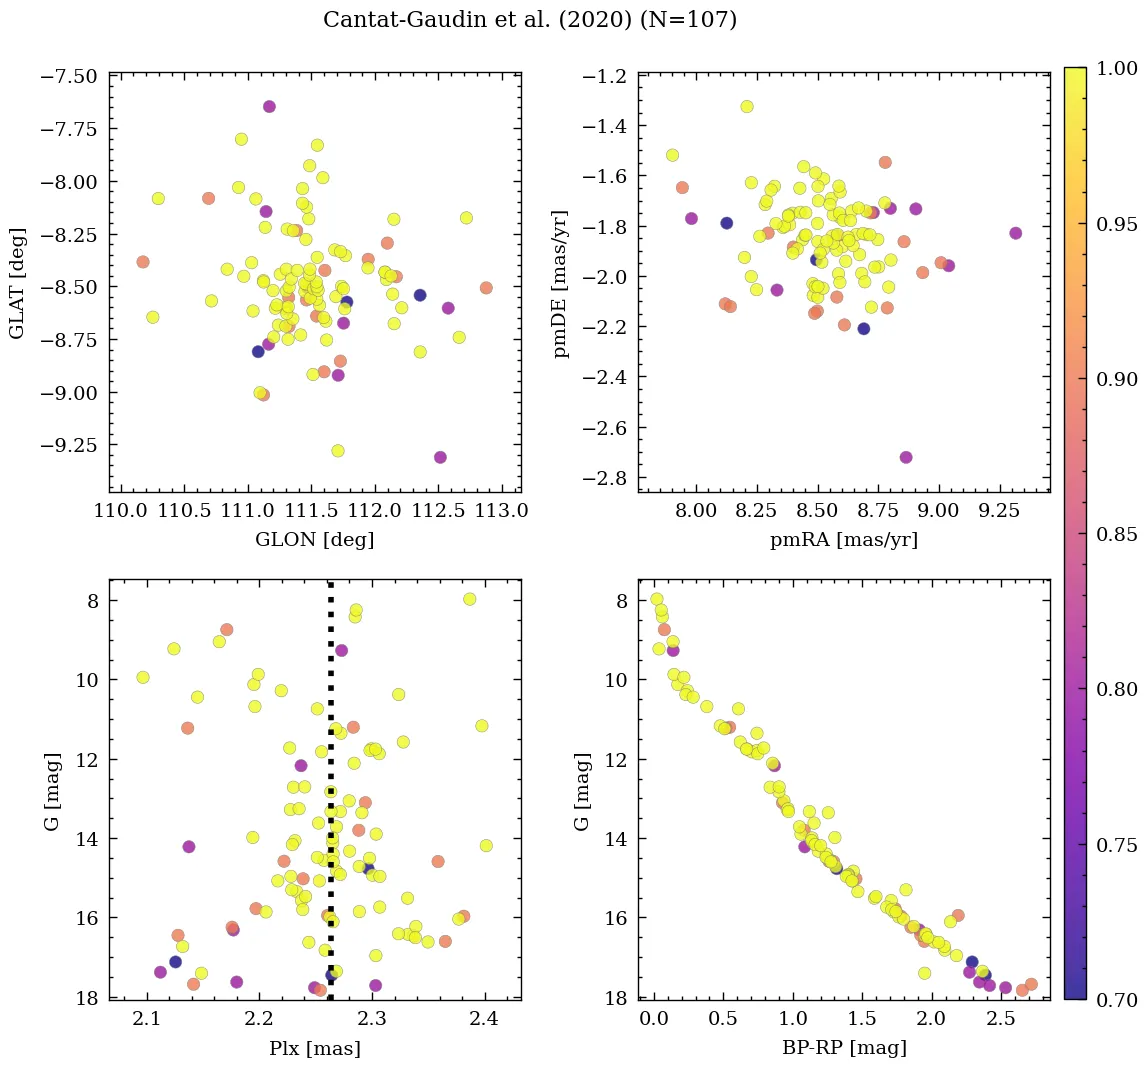 Cantat-Gaudin et al. (2020) (N=107)
−7.50
−7.75
−8.00
−8.25
−8.50
−8.75
−9.00
−9.25
GLAT [deg]
110.0 110.5 111.0 111.5 112.0 112.5 113.0
GLON [deg]
−1.2
−1.4
−1.6
−1.8
−2.0
−2.2
−2.4
−2.6
−2.8
pmDE [mas/yr]
8.00 8.25 8.50 8.75 9.00 9.25
pmRA [mas/yr]
8
10
12
14
16
18
G [mag]
2.1 2.2 2.3 2.4
Plx [mas]
8
10
12
14
16
18
G [mag]
0.0 0.5 1.0 1.5 2.0 2.5
BP-RP [mag]
1.00
0.95
0.90
0.85
0.80
0.75
0.70